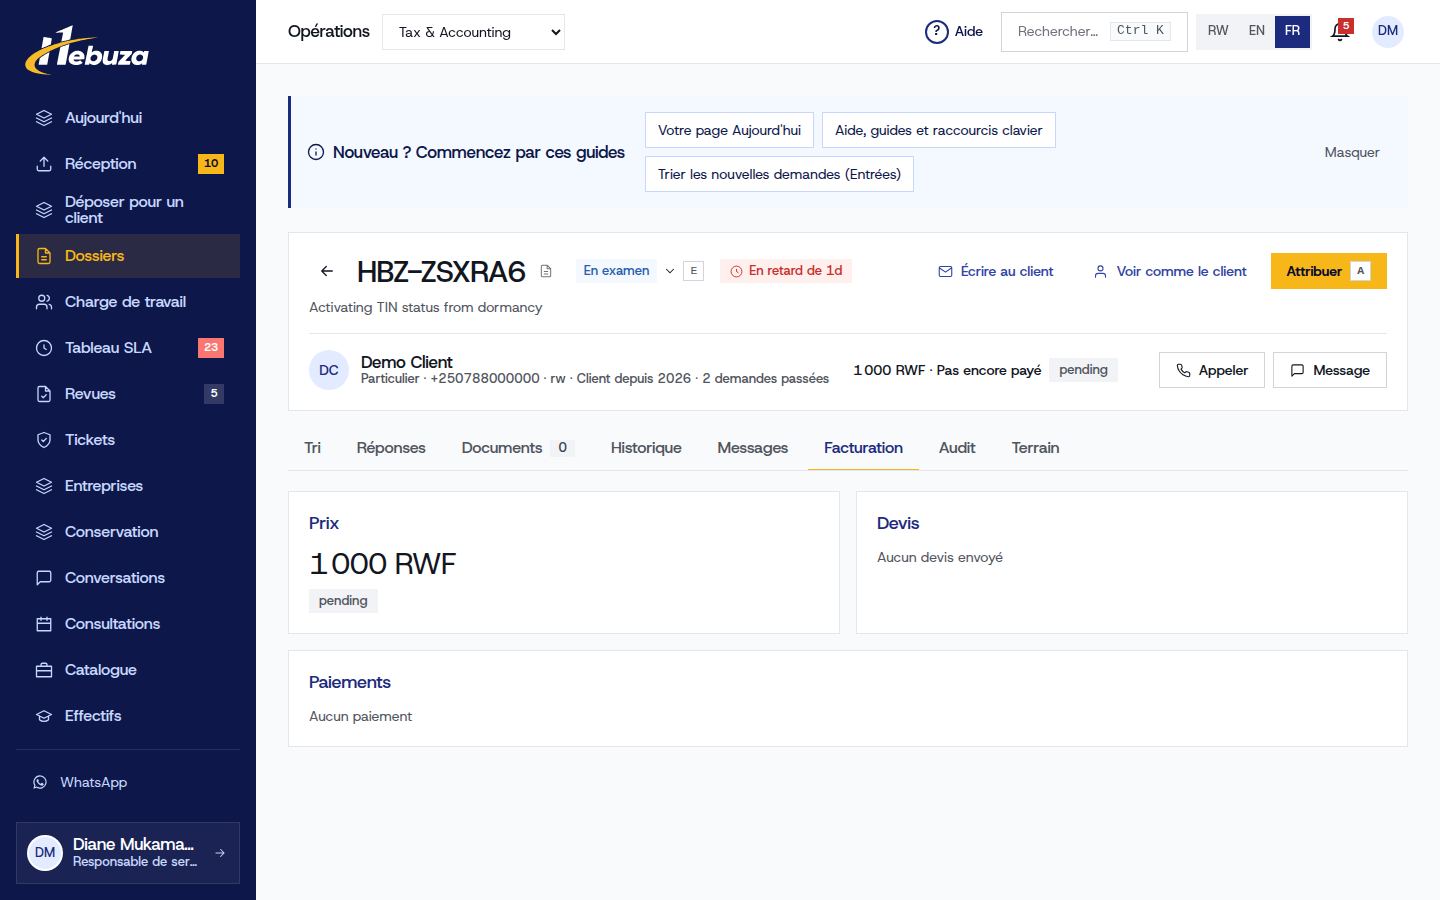 Hebuza
Aujourd'hui
Réception 10
Déposer pour un
client
Dossiers
Charge de travail
Tableau SLA 23
Revues 5
Tickets
Entreprises
Conservation
Conversations
Consultations
Catalogue
Effectifs
WhatsApp
DM Diane Mukama...
Responsable de ser...
Opérations Tax & Accounting
? Aide Rechercher... Ctrl K RW EN FR 5 DM
Nouveau ? Commencez par ces guides
Votre page Aujourd'hui Aide, guides et raccourcis clavier
Trier les nouvelles demandes (Entrées)
Masquer
HBZ-ZSXRA6 En examen E En retard de 1d Écrire au client Voir comme le client Attribuer A
Activating TIN status from dormancy
DC Demo Client
Particulier · +250788000000 · rw · Client depuis 2026 · 2 demandes passées
1 000 RWF · Pas encore payé pending Appeler Message
Tri Réponses Documents 0 Historique Messages Facturation Audit Terrain
Prix
1 000 RWF
pending
Devis
Aucun devis envoyé
Paiements
Aucun paiement